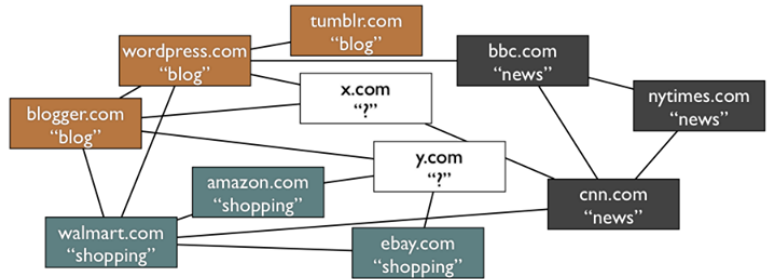 tumblr.com
“blog”
wordpress.com
“blog”
bbc.com
“news”
x.com
“?”
nytimes.com
“news”
blogger.com
“blog”
y.com
“?”
amazon.com
“shopping”
cnn.com
“news”
walmart.com
“shopping”
ebay.com
“shopping”